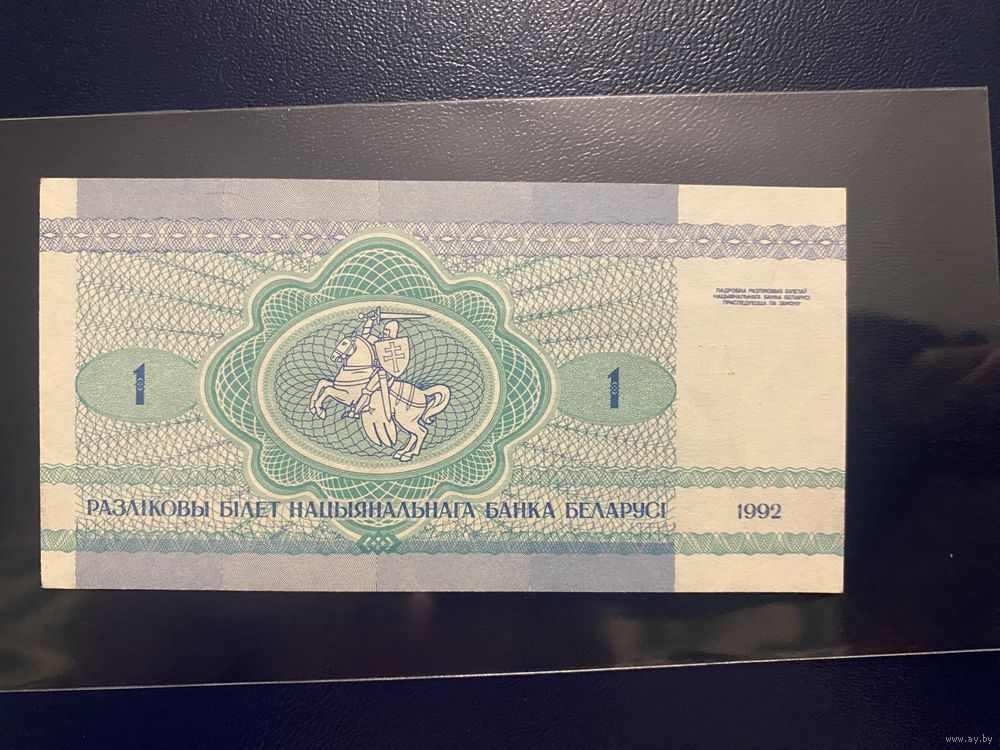 ПАДРОБКА РАЗЛІКОВЫХ БІЛЕТАЎ
НАЦЫЯНАЛЬНАГА БАНКА БЕЛАРУСІ
ПРАСЛЕДУЕЦЦА ПА ЗАКОНУ
1
1
РАЗЛІКОВЫ БІЛЕТ НАЦЫЯНАЛЬНАГА БАНКА БЕЛАРУСІ
1992
www.ay.by